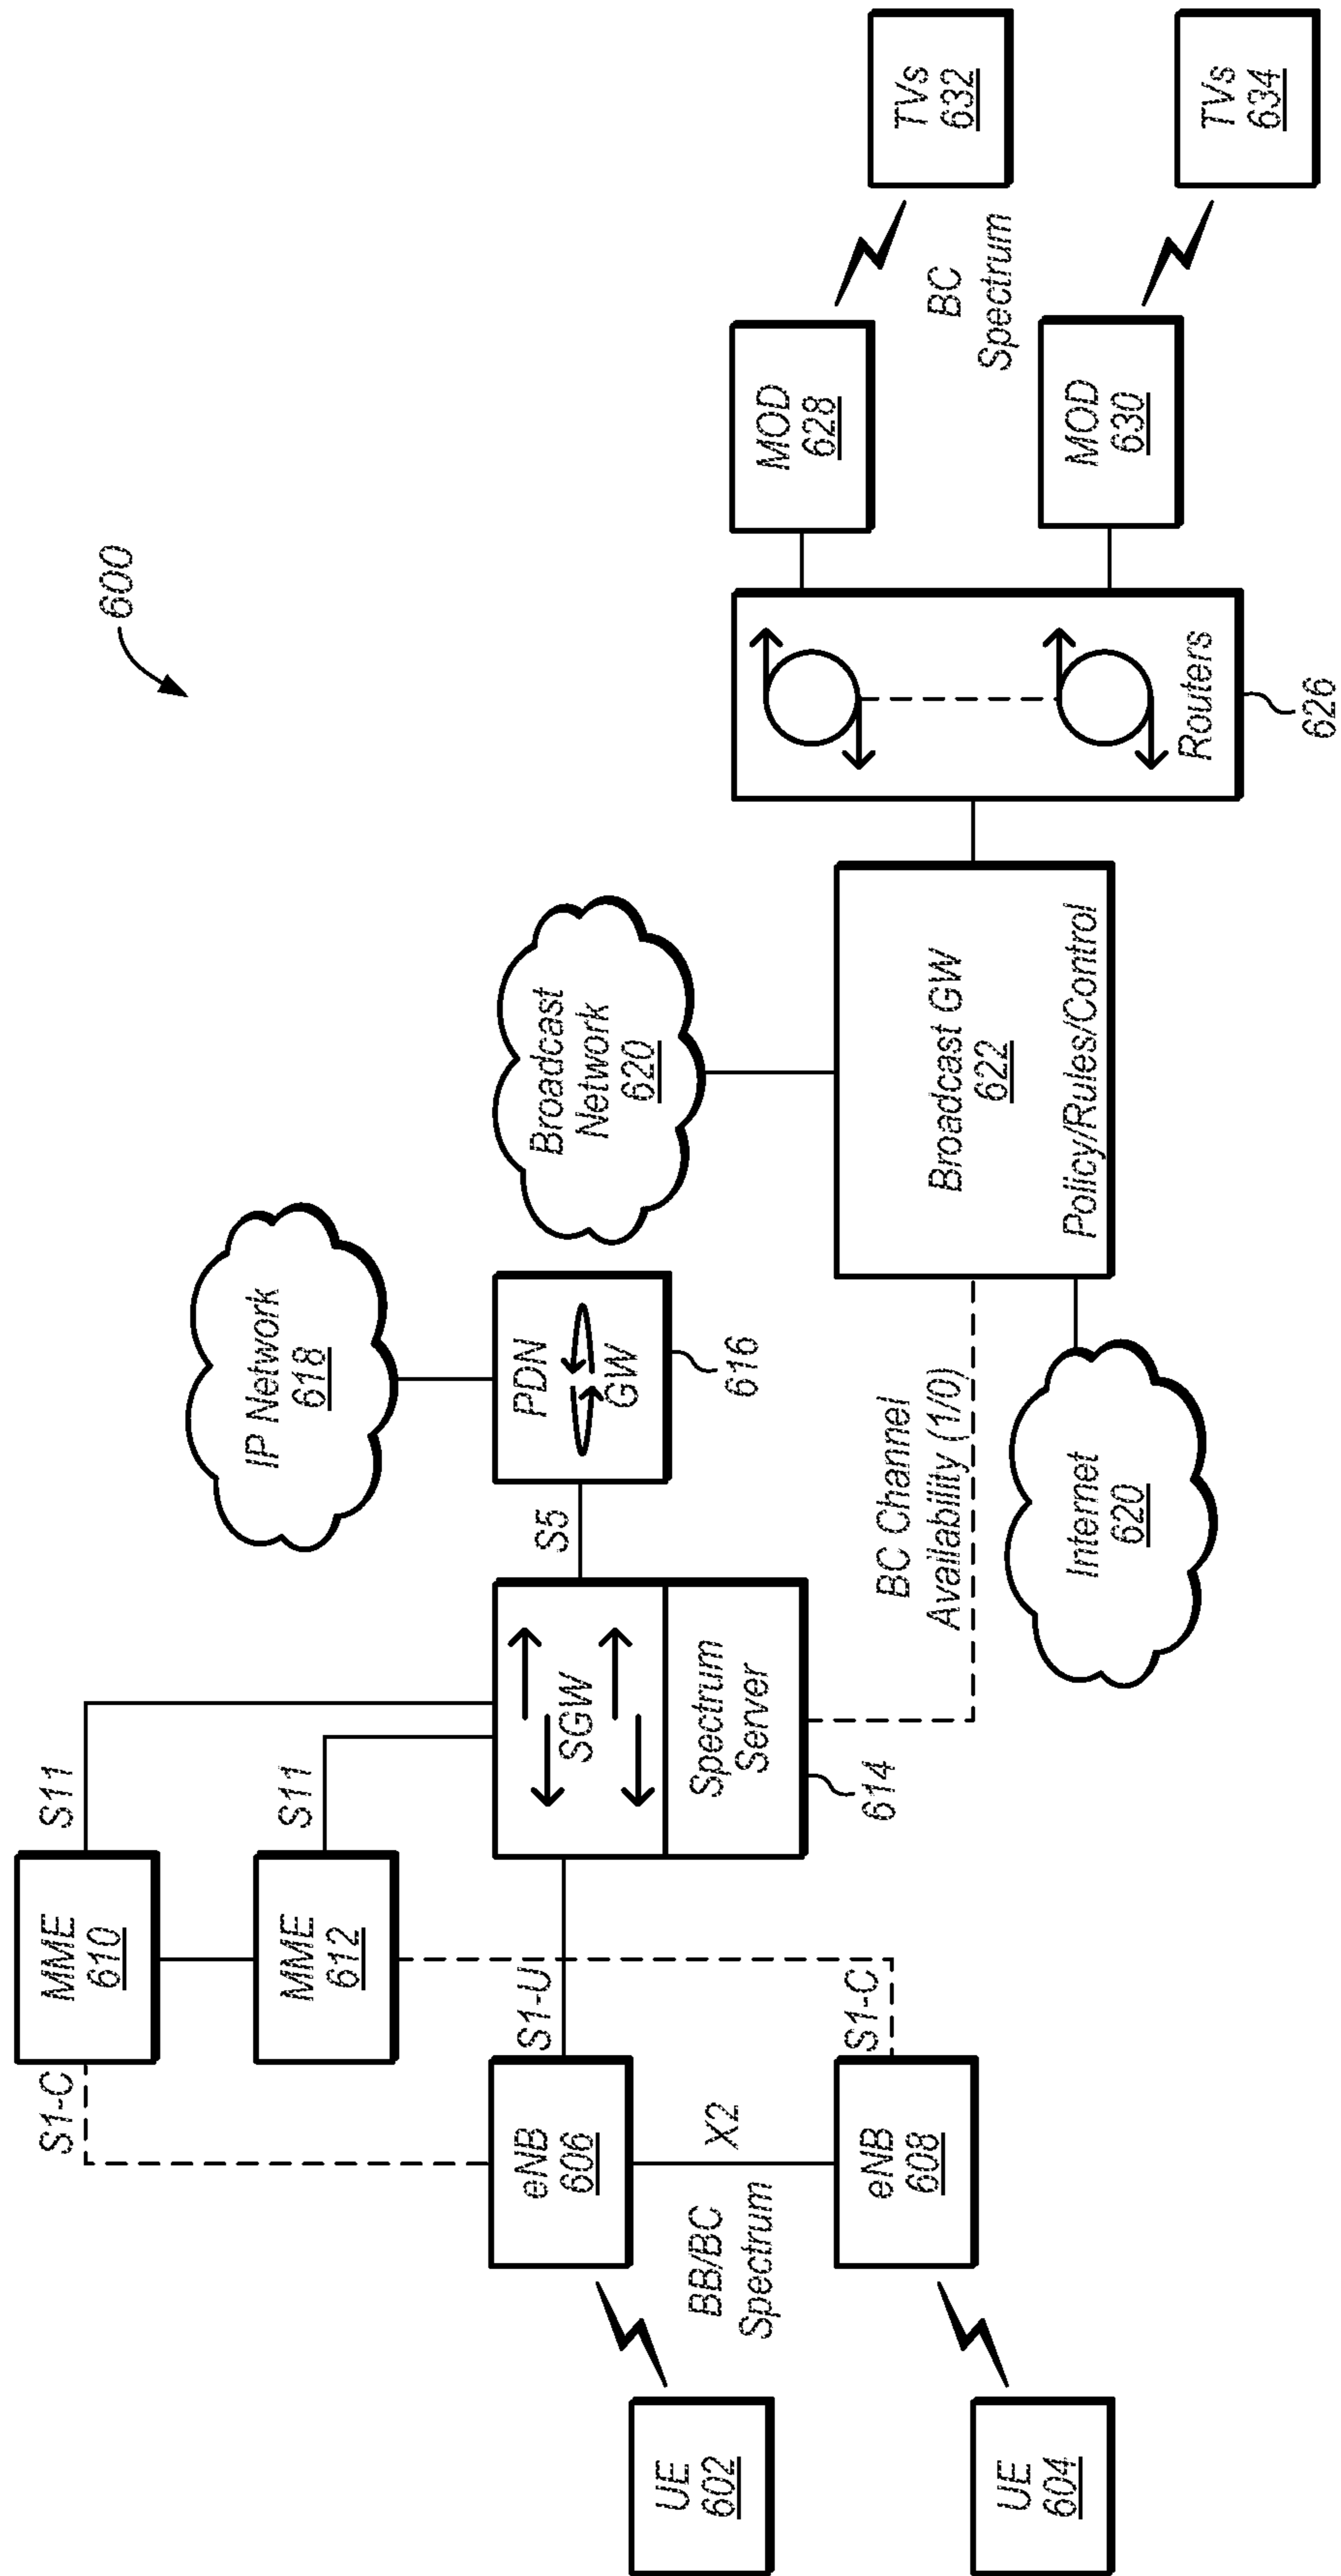 600
S1-C
MME
610
S11
MME
612
S11
IP Network
618
eNB
606
S1-U
SGW
Spectrum
Server
614
S5
PDN
GW
616
Broadcast
Network
620
UE
602
BB/BC
Spectrum
X2
eNB
608
S1-C
UE
604
BC Channel
Availability (1/0)
Internet
620
Broadcast GW
622
Policy/Rules/Control
Routers
626
MOD
628
MOD
630
BC
Spectrum
TVs
632
TVs
634